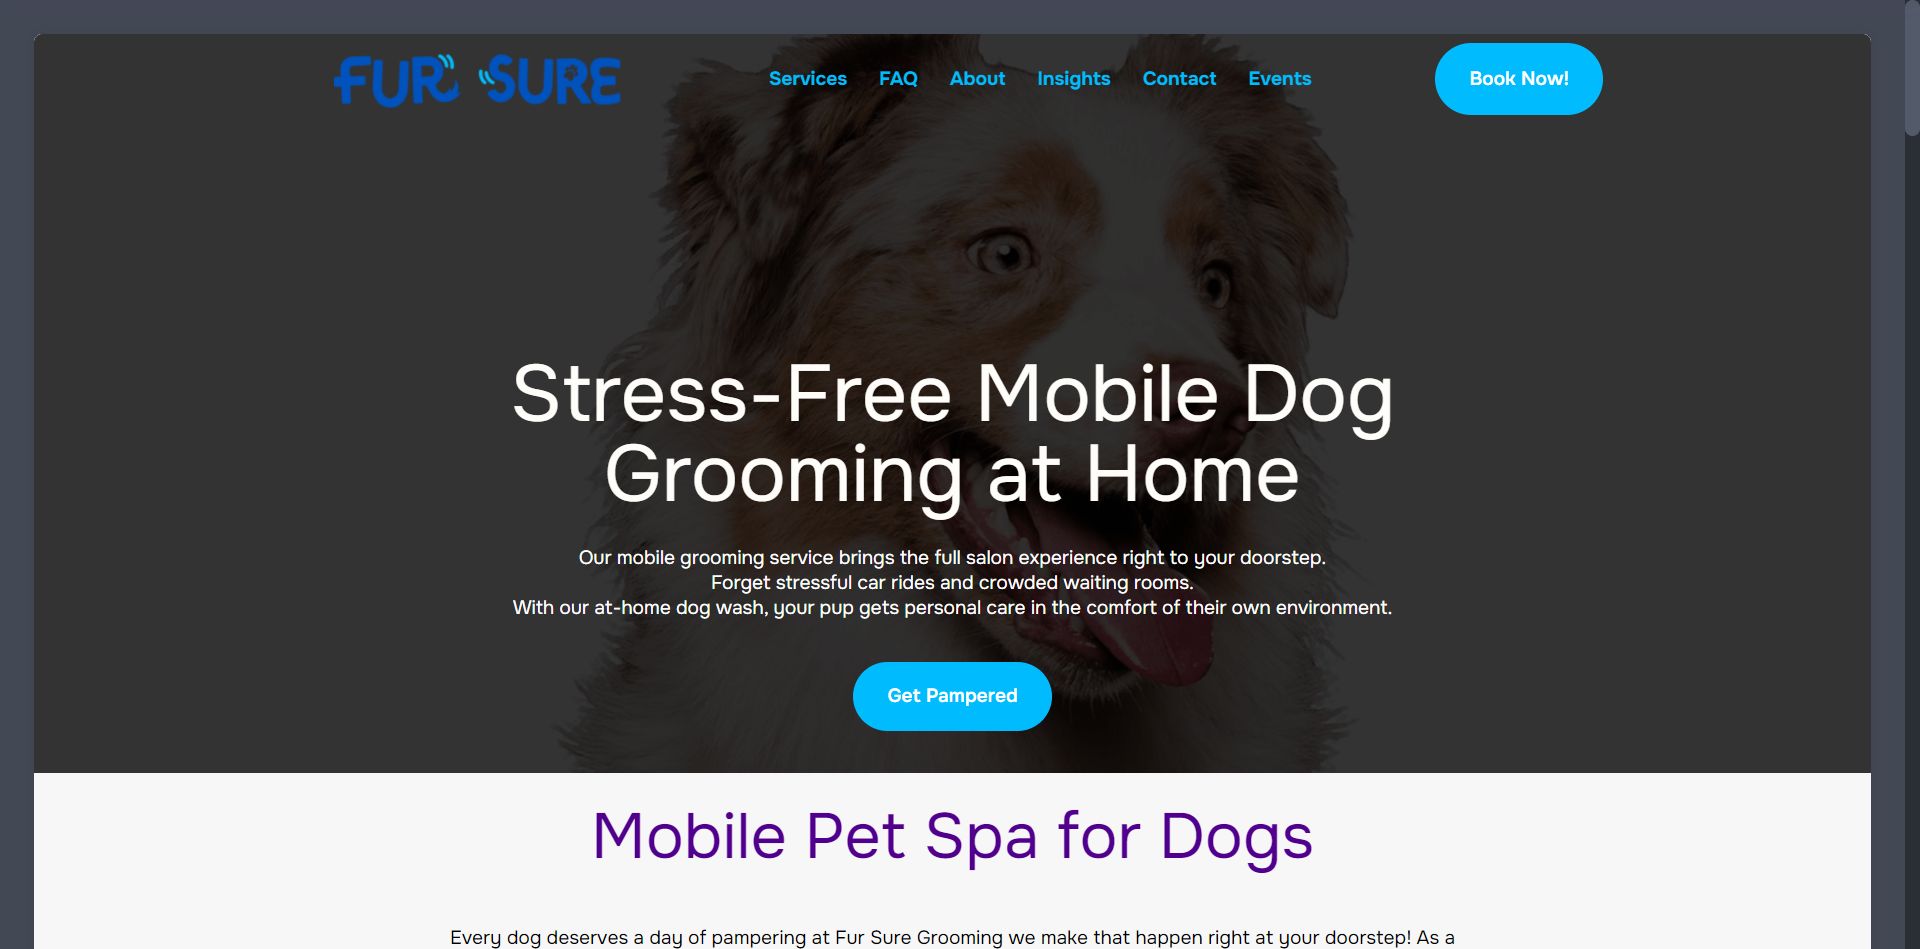 FUR SURE
Services FAQ About Insights Contact Events
Book Now!
Stress-Free Mobile Dog
Grooming at Home
Our mobile grooming service brings the full salon experience right to your doorstep.
Forget stressful car rides and crowded waiting rooms.
With our at-home dog wash, your pup gets personal care in the comfort of their own environment.
Get Pampered
Mobile Pet Spa for Dogs
Every dog deserves a day of pampering at Fur Sure Grooming we make that happen right at your doorstep! As a